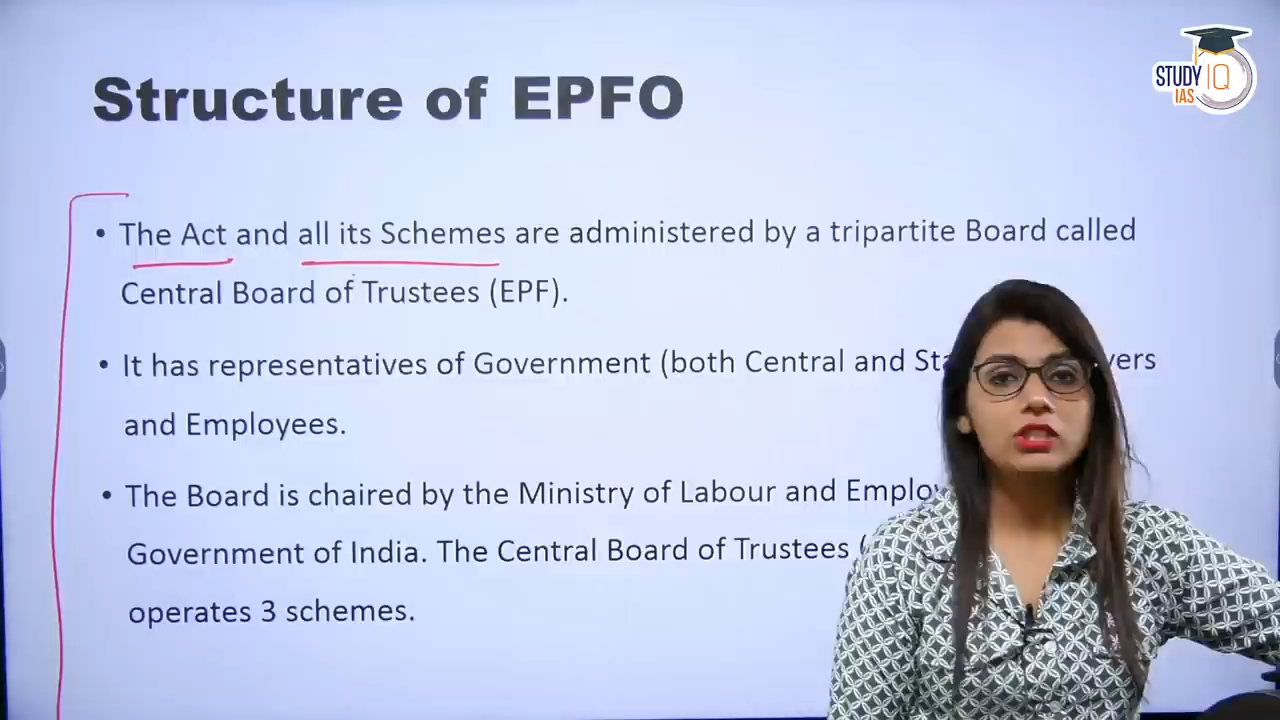 Structure of EPFO
STUDY IQ
IAS
• The Act and all its Schemes are administered by a tripartite Board called
Central Board of Trustees (EPF).
• It has representatives of Government (both Central and
and Employees.
• The Board is chaired by the Ministry of Labour and
Government of India. The Central Board of Trustees (
operates 3 schemes.